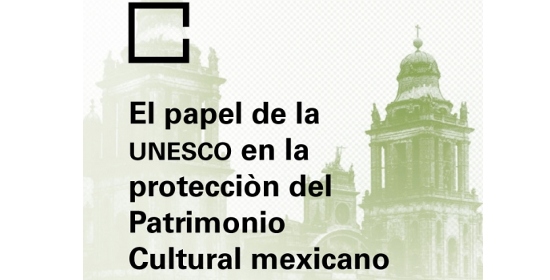 El papel de la
UNESCO en la
protecciòn del
Patrimonio
Cultural mexicano